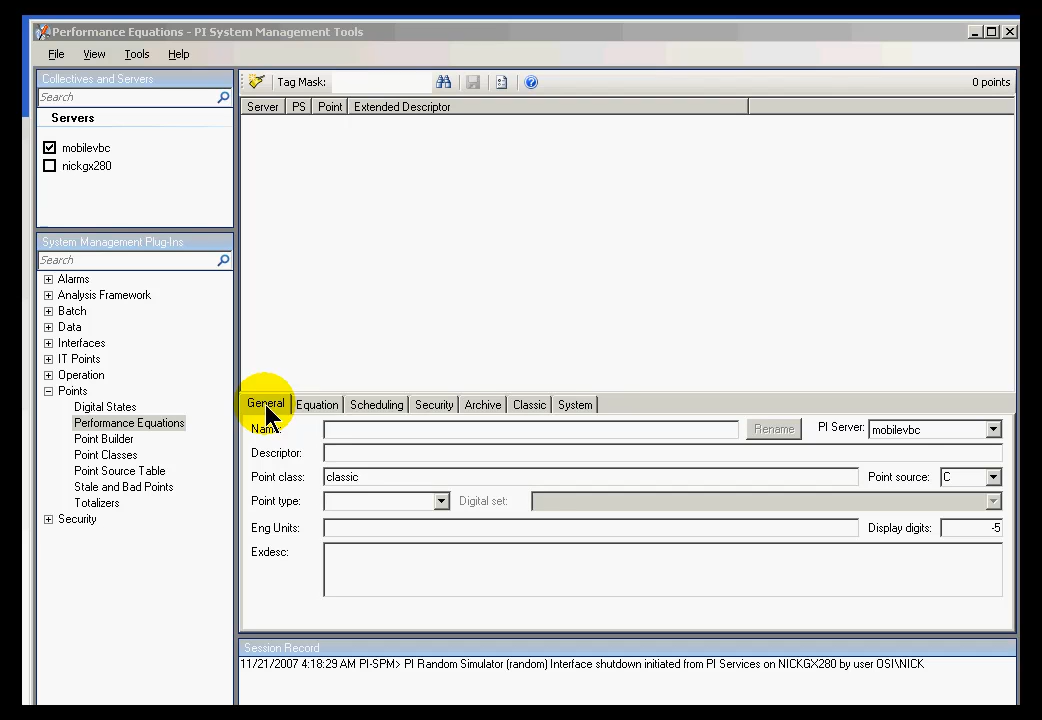 Performance Equations - PI System Management Tools
File View Tools Help
Collectives and Servers
Search
Servers
mobilevbc
nickgx280
System Management Plug-Ins
Search
Alarms
Analysis Framework
Batch
Data
Interfaces
IT Points
Operation
Points
Digital States
Performance Equations
Point Builder
Point Classes
Point Source Table
Stale and Bad Points
Totalizers
Security
Tag Mask: 0 points
Server PS Point Extended Descriptor
General Equation Scheduling Security Archive Classic System
Name: Rename PI Server: mobilevbc
Descriptor:
Point class: classic Point source: C
Point type: Digital set:
Eng Units: Display digits: -5
Exdesc:
Session Record
11/21/2007 4:18:29 AM PI-SPM> PI Random Simulator (random) Interface shutdown initiated from PI Services on NICKGX280 by user OSI\NICK